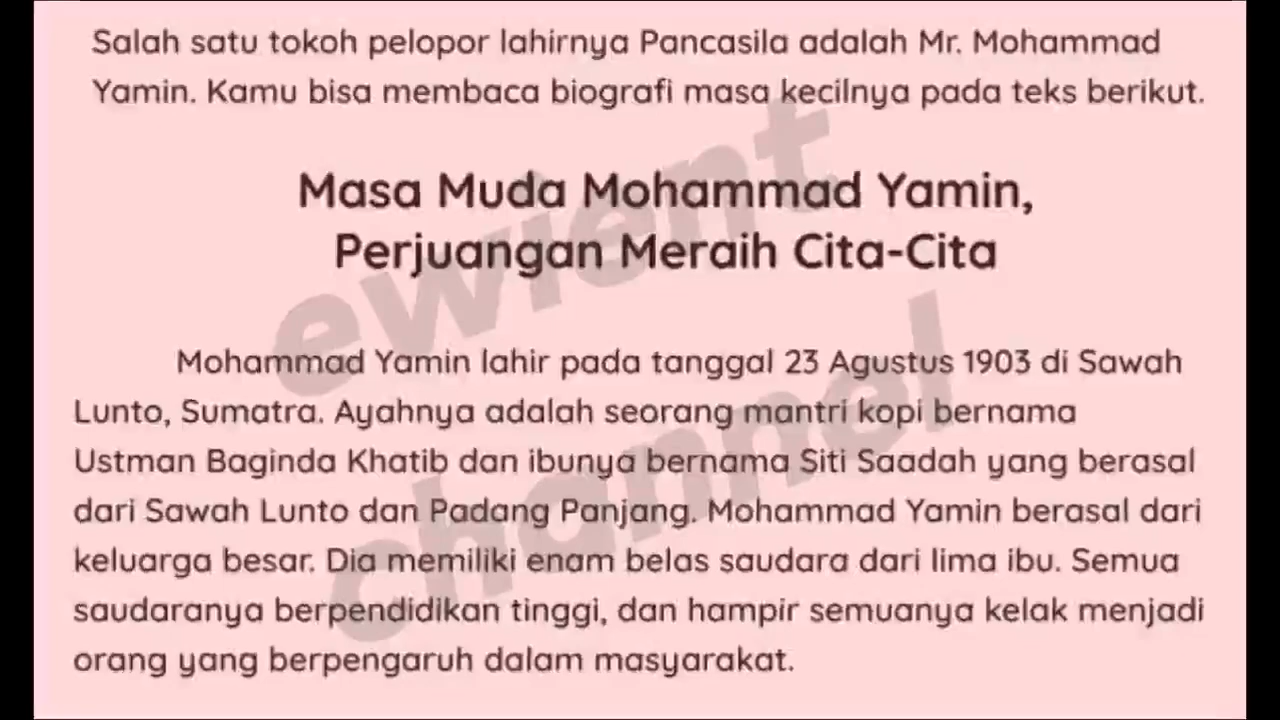 Salah satu tokoh pelopor lahirnya Pancasila adalah Mr. Mohammad
Yamin. Kamu bisa membaca biografi masa kecilnya pada teks berikut.
Masa Muda Mohammad Yamin,
Perjuangan Meraih Cita-Cita
Mohammad Yamin lahir pada tanggal 23 Agustus 1903 di Sawah
Lunto, Sumatra. Ayahnya adalah seorang mantri kopi bernama
Ustman Baginda Khatib dan ibunya bernama Siti Saadah yang berasal
dari Sawah Lunto dan Padang Panjang. Mohammad Yamin berasal dari
keluarga besar. Dia memiliki enam belas saudara dari lima ibu. Semua
saudaranya berpendidikan tinggi, dan hampir semuanya kelak menjadi
orang yang berpengaruh dalam masyarakat.
ewient
channel